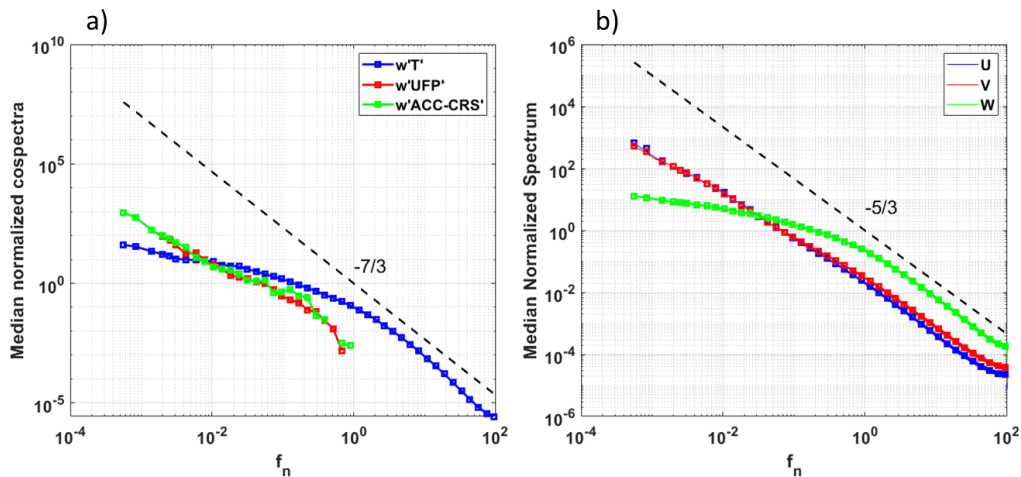 a)
10^10
10^5
10^0
10^-5
10^-4
10^-2
10^0
10^2
Median normalized cospectra
f_n
w'T'
w'UFP'
w'ACC-CRS'
-7/3
b)
10^6
10^4
10^2
10^0
10^-2
10^-4
10^-6
10^-4
10^-2
10^0
10^2
Median Normalized Spectrum
f_n
U
V
W
-5/3